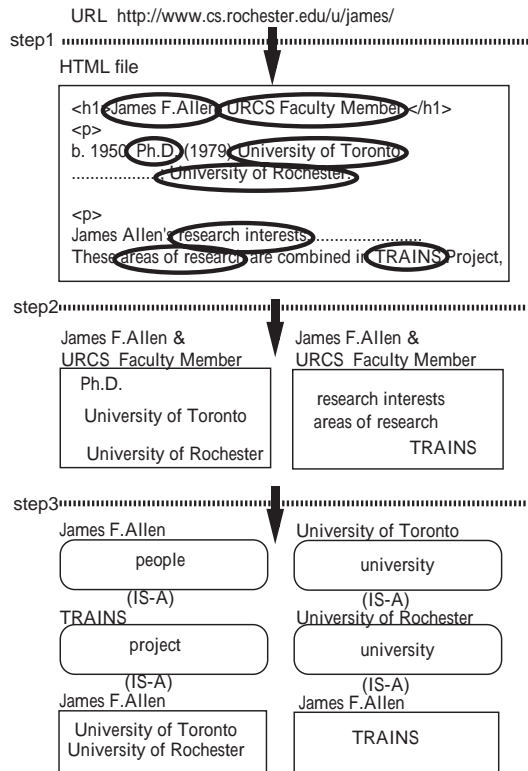 URL http://www.cs.rochester.edu/u/james/
step1
HTML file
<h1>James F.Allen URCS Faculty Member </h1>
<p>
b. 1950 Ph.D. (1979) University of Toronto
..................... : University of Rochester.
<p>
James Allen's research interests ........................
These areas of research are combined in TRAINS Project,
step2
James F.Allen & James F.Allen &
URCS Faculty Member URCS Faculty Member
Ph.D.
University of Toronto
University of Rochester
research interests
areas of research
TRAINS
step3
James F.Allen University of Toronto
people university
(IS-A) (IS-A)
TRAINS University of Rochester
project university
(IS-A) (IS-A)
James F.Allen James F.Allen
University of Toronto
University of Rochester
TRAINS